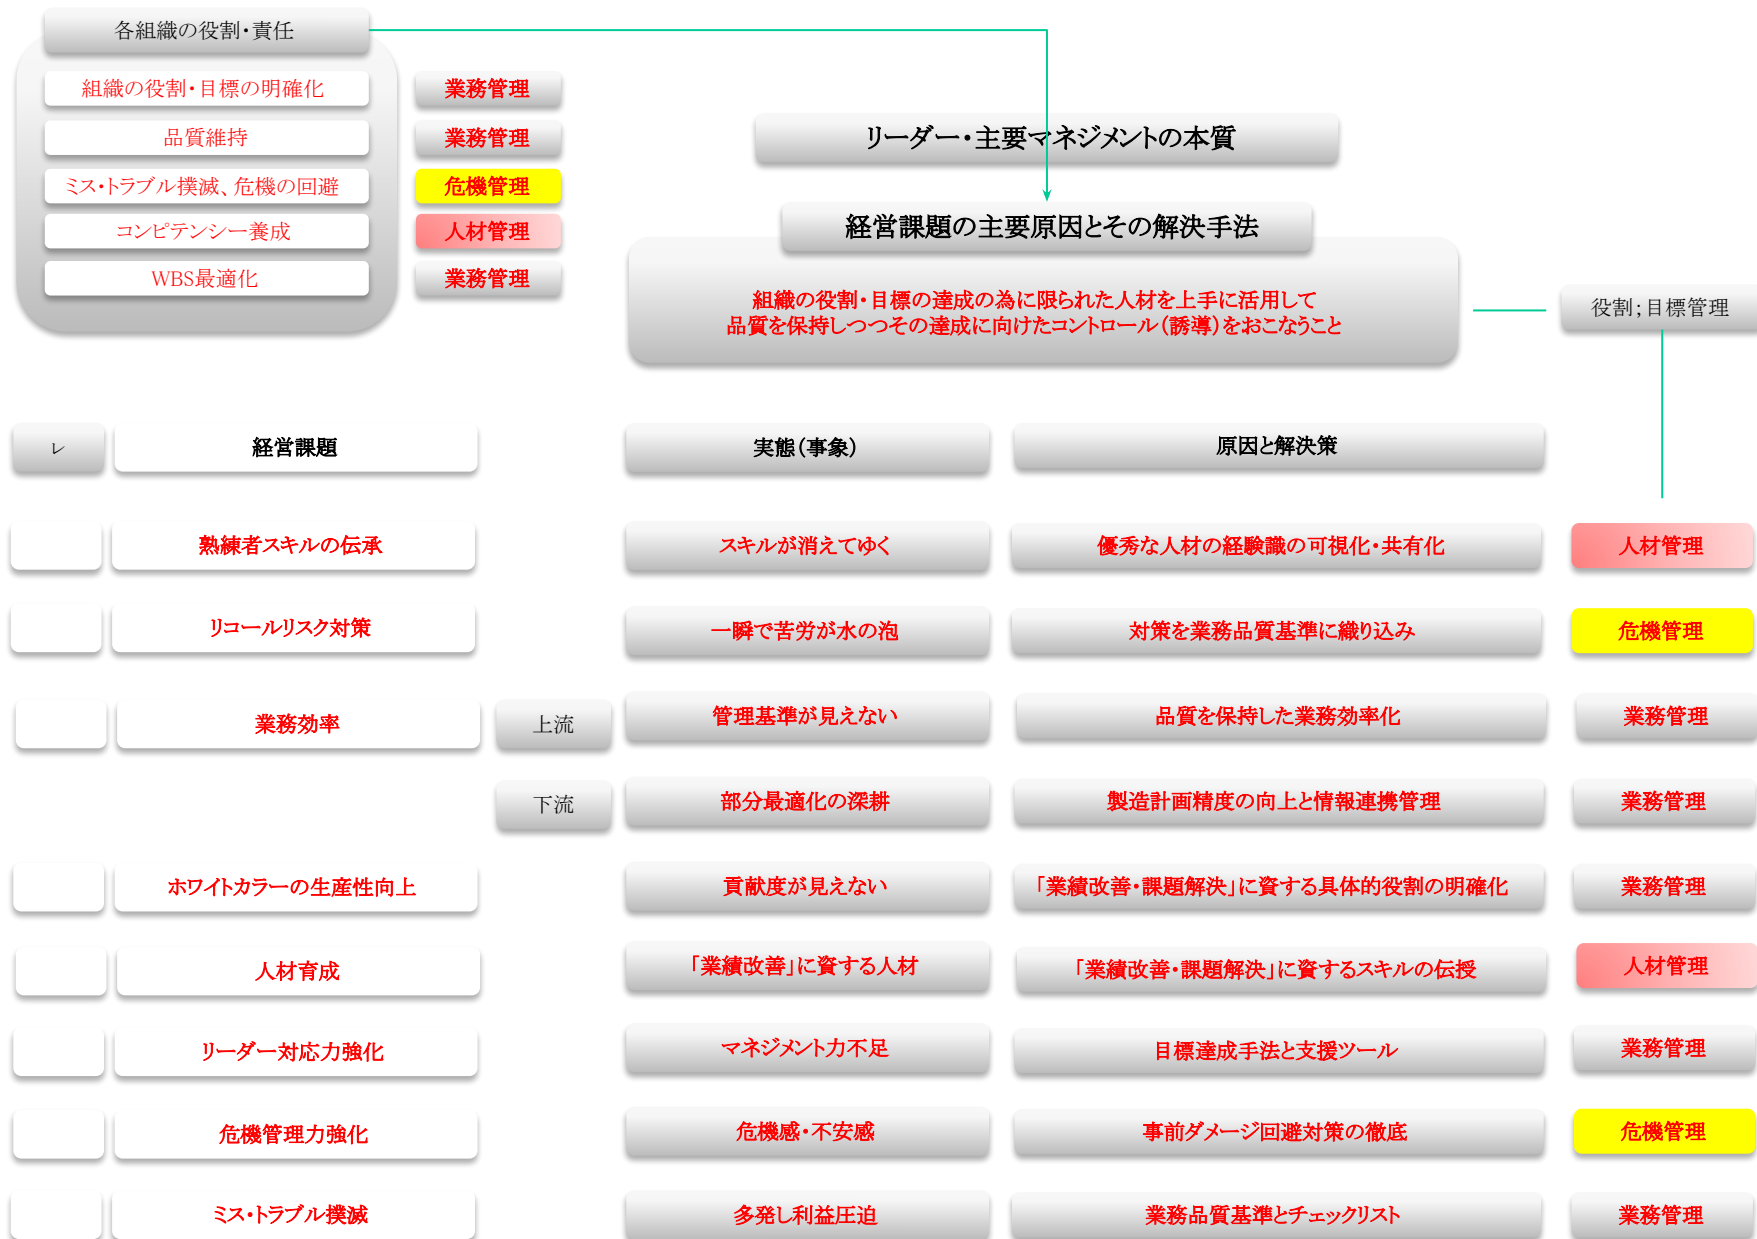 各組織の役割・責任
組織の役割・目標の明確化
業務管理
品質維持
業務管理
ミス・トラブル撲滅、危機の回避
危機管理
コンピテンシー養成
人材管理
WBS最適化
業務管理
リーダー・主要マネジメントの本質
経営課題の主要原因とその解決手法
組織の役割・目標の達成の為に限られた人材を上手に活用して
品質を保持しつつその達成に向けたコントロール(誘導)をおこなうこと
役割;目標管理
レ
経営課題
実態(事象)
原因と解決策
熟練者スキルの伝承
スキルが消えてゆく
優秀な人材の経験識の可視化・共有化
人材管理
リコールリスク対策
一瞬で苦労が水の泡
対策を業務品質基準に織り込み
危機管理
業務効率
上流
管理基準が見えない
品質を保持した業務効率化
業務管理
下流
部分最適化の深耕
製造計画精度の向上と情報連携管理
業務管理
ホワイトカラーの生産性向上
貢献度が見えない
「業績改善・課題解決」に資する具体的役割の明確化
業務管理
人材育成
「業績改善」に資する人材
「業績改善・課題解決」に資するスキルの伝授
人材管理
リーダー対応力強化
マネジメント力不足
目標達成手法と支援ツール
業務管理
危機管理力強化
危機感・不安感
事前ダメージ回避対策の徹底
危機管理
ミス・トラブル撲滅
多発し利益圧迫
業務品質基準とチェックリスト
業務管理